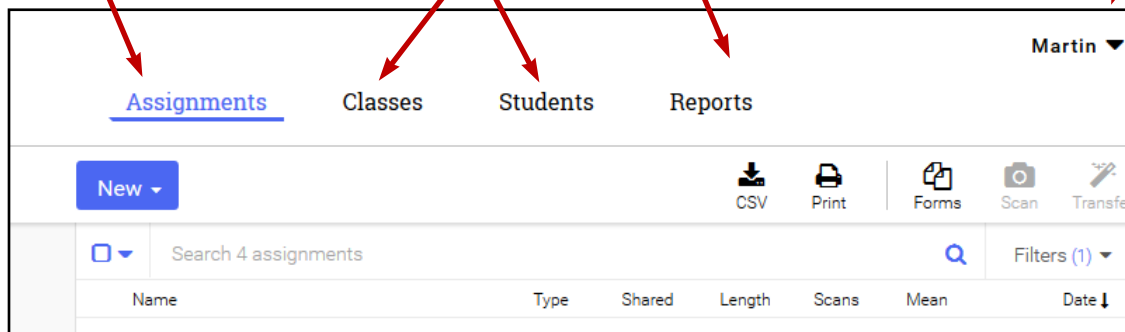 Martin
Assignments Classes Students Reports
New
CSV Print Forms Scan Transfe
Search 4 assignments Filters (1)
Name Type Shared Length Scans Mean Date